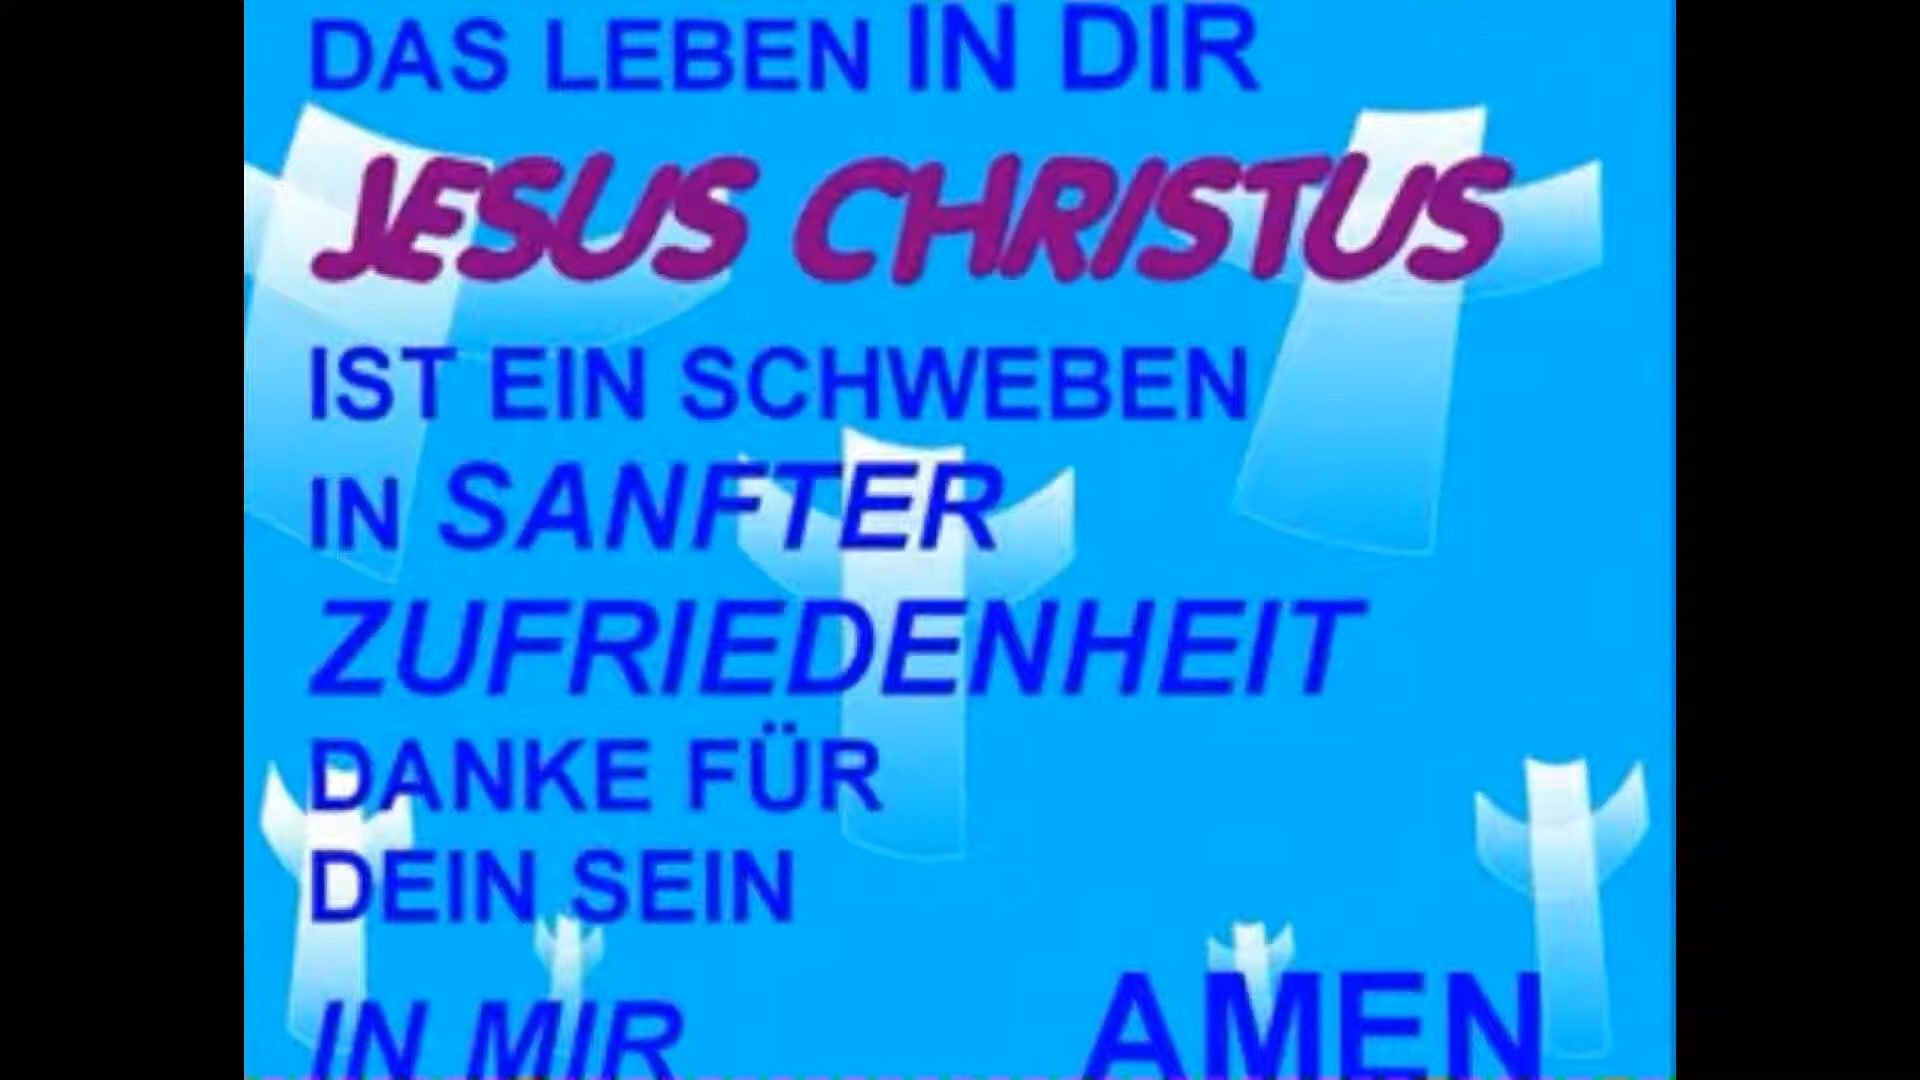 DAS LEBEN IN DIR
JESUS CHRISTUS
IST EIN SCHWEBEN
IN SANFTER
ZUFRIEDENHEIT
DANKE FÜR
DEIN SEIN
IN MIR AMEN